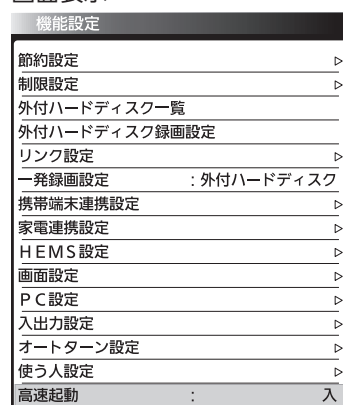 機能設定
節約設定 ▷
制限設定 ▷
外付ハードディスク一覧
外付ハードディスク録画設定
リンク設定 ▷
一発録画設定 :外付ハードディスク
携帯端末連携設定 ▷
家電連携設定 ▷
ＨＥＭＳ設定 ▷
画面設定 ▷
ＰＣ設定 ▷
入出力設定 ▷
オートターン設定 ▷
使う人設定 ▷
高速起動 : 入